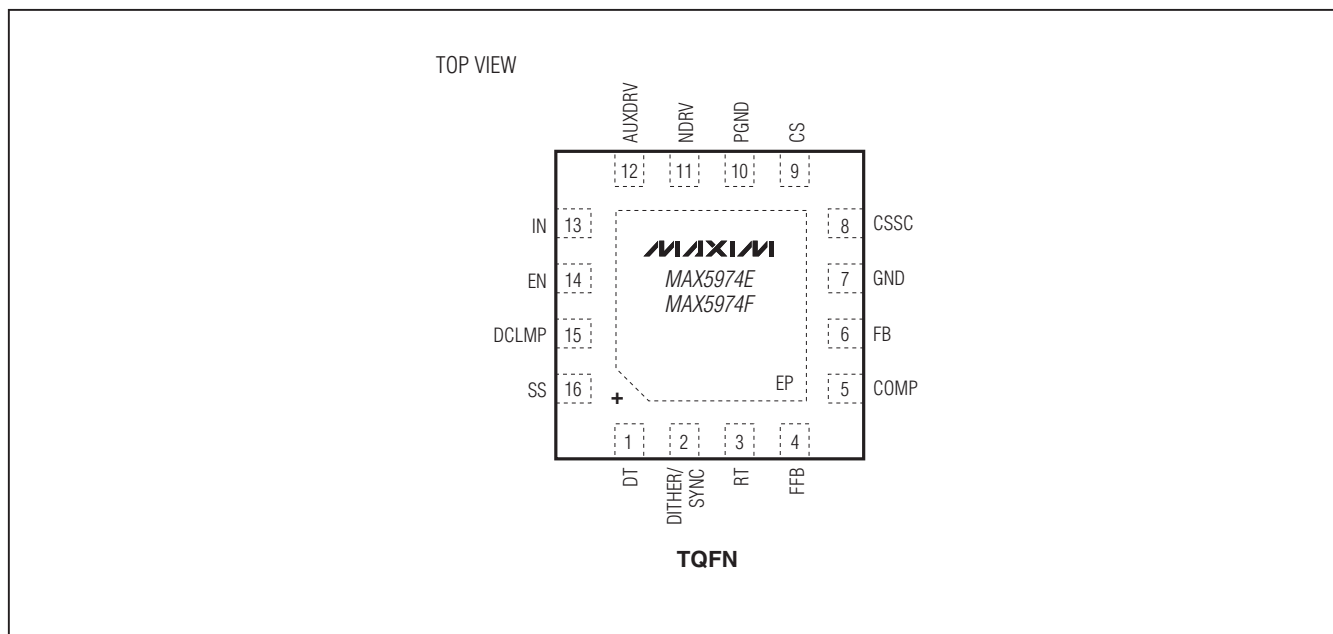 TOP VIEW
AUXDRV
NDRV
PGND
CS
12
11
10
9
IN 13
8 CSSC
MAXIM
EN 14
MAX5974E
7 GND
MAX5974F
DCLMP 15
6 FB
SS 16
EP
5 COMP
+
1
2
3
4
DT
DITHER/
SYNC
RT
FFB
TQFN